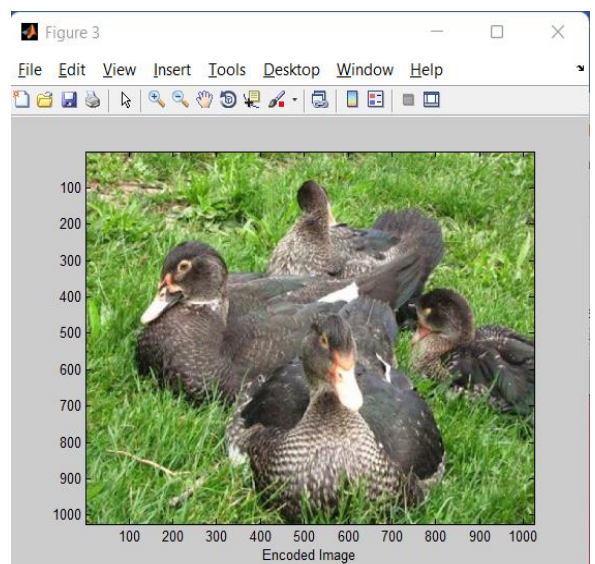 Figure 3
File Edit View Insert Tools Desktop Window Help
100
200
300
400
500
600
700
800
900
1000
100 200 300 400 500 600 700 800 900 1000
Encoded Image